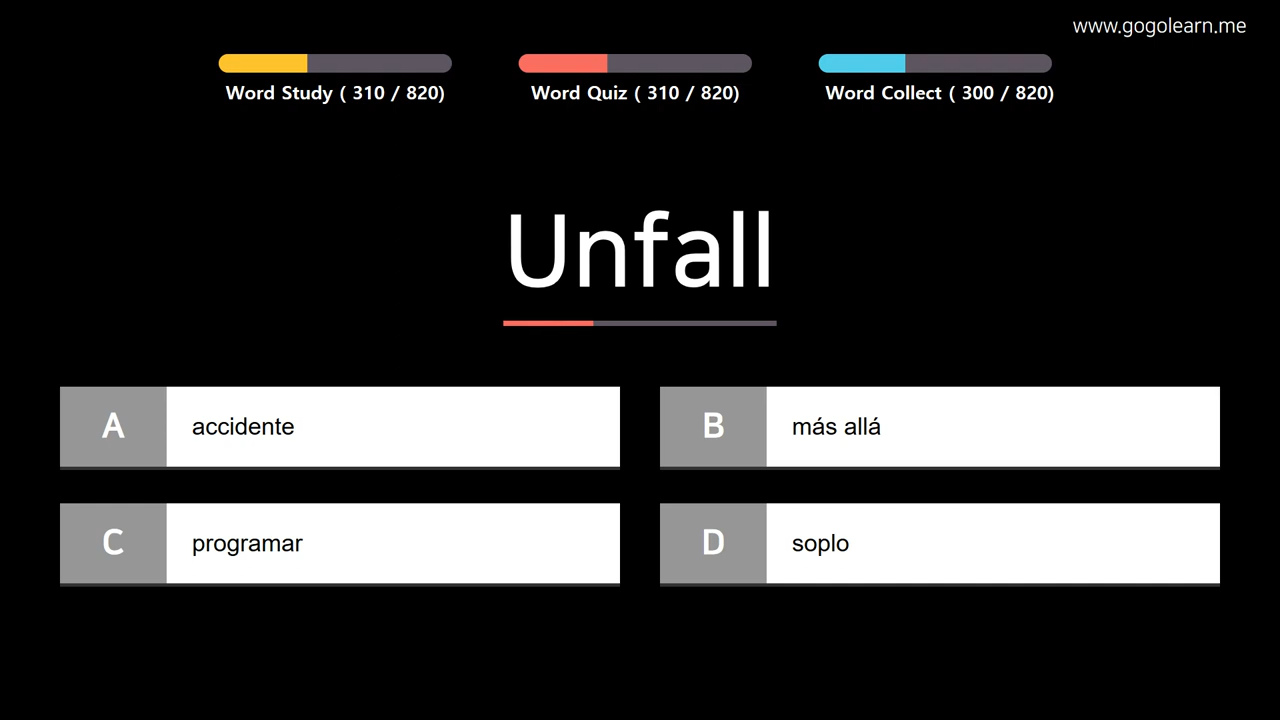 www.gogolearn.me
Word Study ( 310 / 820)
Word Quiz ( 310 / 820)
Word Collect ( 300 / 820)
Unfall
A accidente
B más allá
C programar
D soplo